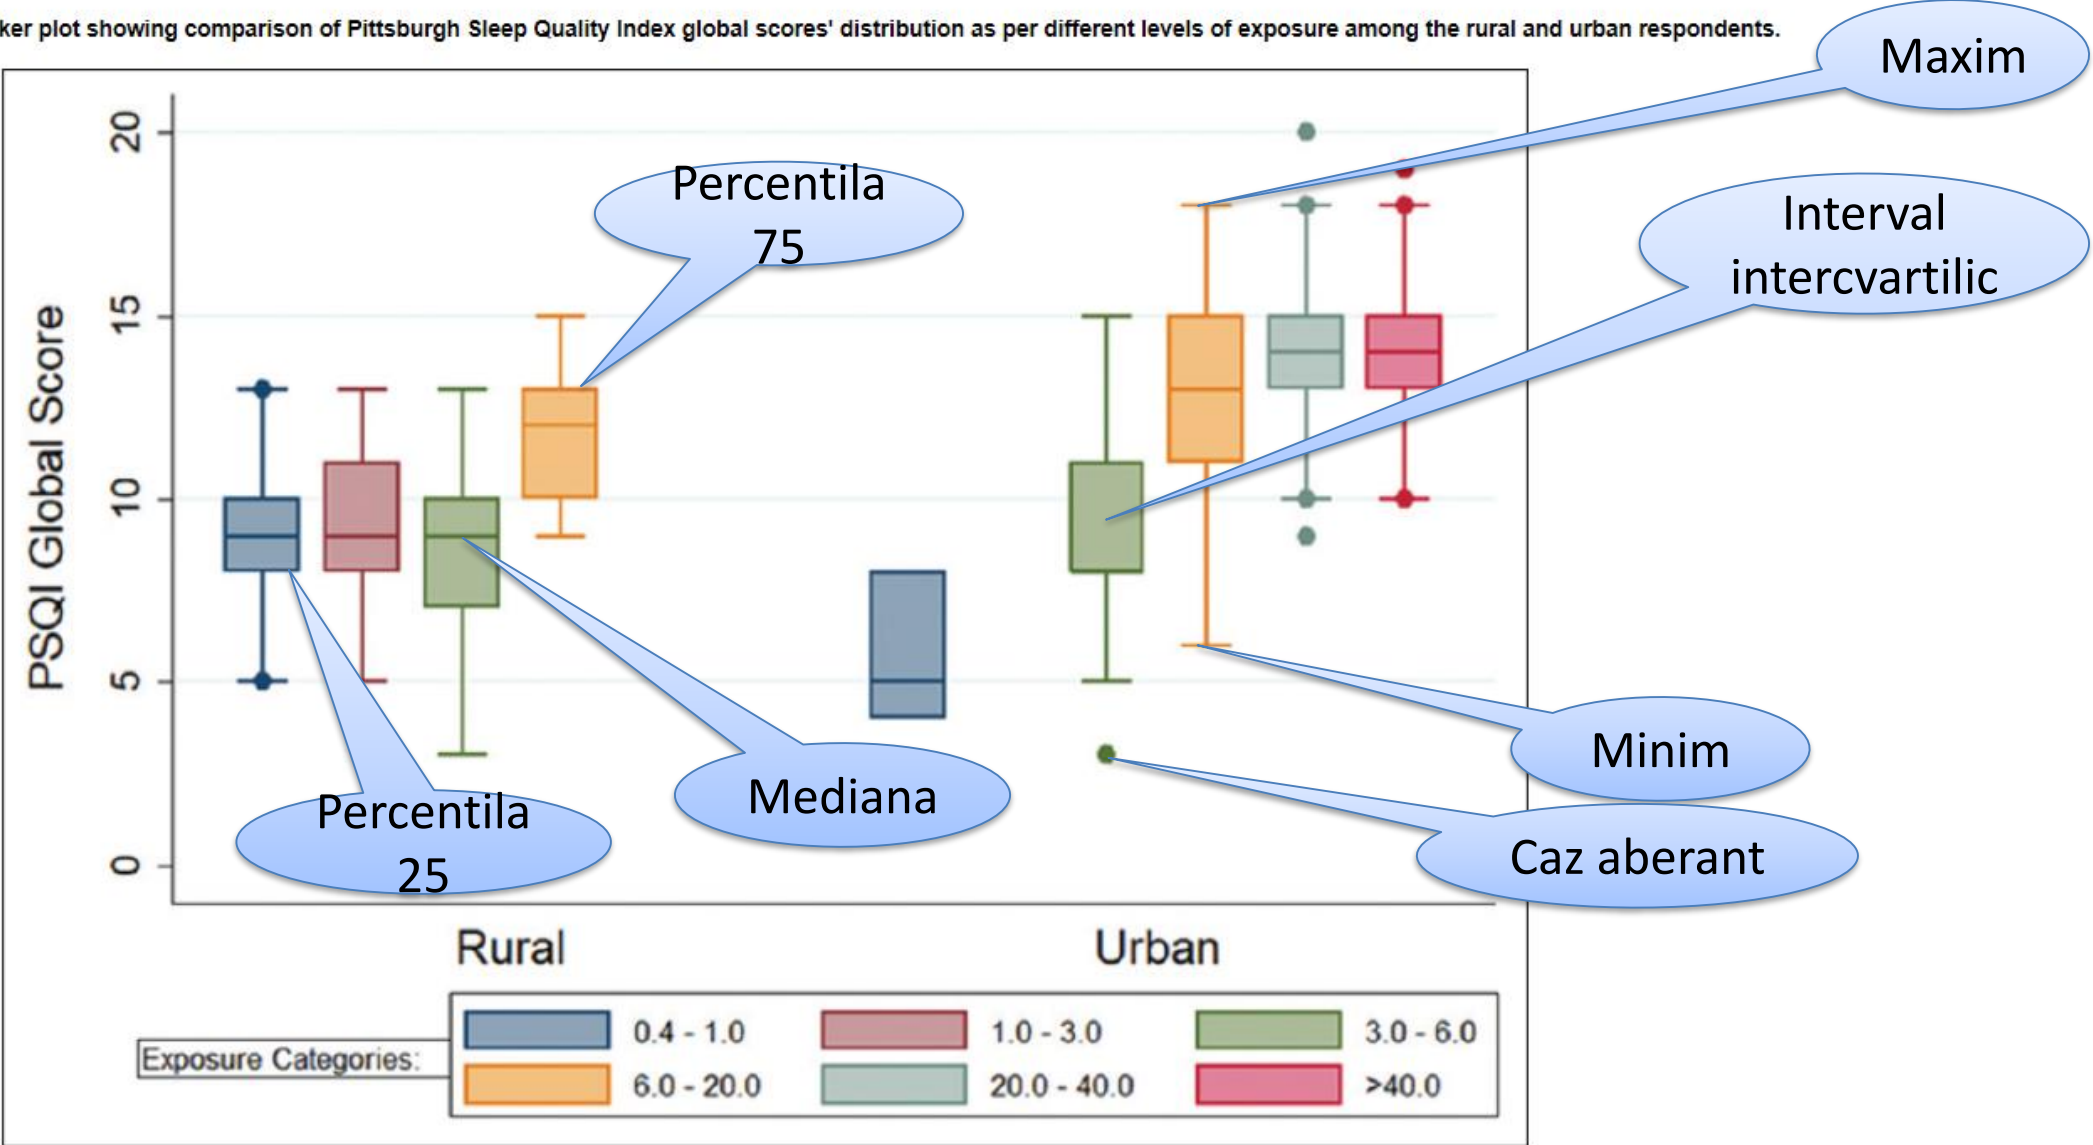 ker plot showing comparison of Pittsburgh Sleep Quality Index global scores' distribution as per different levels of exposure among the rural and urban respondents.
Maxim
Percentila
75
Interval
intercvartilic
PSQI Global Score
20
15
10
5
0
Minim
Mediana
Percentila
25
Caz aberant
Rural
Urban
Exposure Categories:
0.4 - 1.0
1.0 - 3.0
3.0 - 6.0
6.0 - 20.0
20.0 - 40.0
>40.0